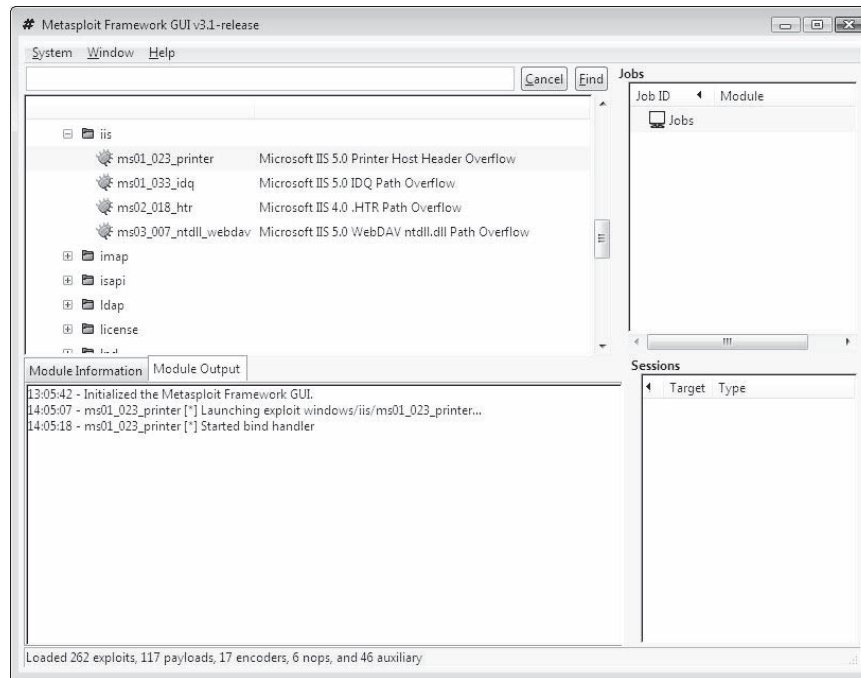 # Metasploit Framework GUI v3.1-release
System Window Help
Cancel Find
iis
ms01_023_printer Microsoft IIS 5.0 Printer Host Header Overflow
ms01_033_idq Microsoft IIS 5.0 IDQ Path Overflow
ms02_018_htr Microsoft IIS 4.0 .HTR Path Overflow
ms03_007_ntdll_webdav Microsoft IIS 5.0 WebDAV ntdll.dll Path Overflow
imap
isapi
ldap
license
lpd
Jobs
Job ID Module
Jobs
Module Information Module Output
13:05:42 - Initialized the Metasploit Framework GUI.
14:05:07 - ms01_023_printer [*] Launching exploit windows/iis/ms01_023_printer...
14:05:18 - ms01_023_printer [*] Started bind handler
Sessions
Target Type
Loaded 262 exploits, 117 payloads, 17 encoders, 6 nops, and 46 auxiliary